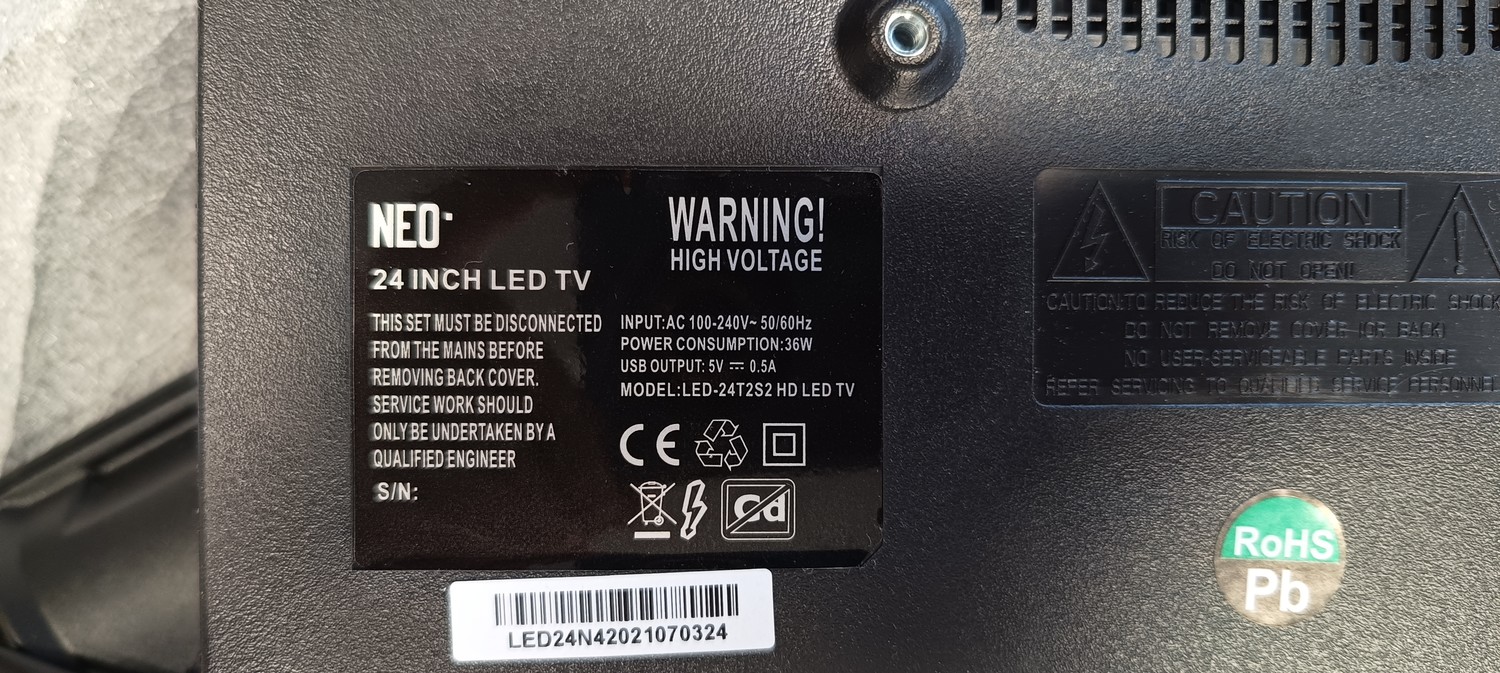 NEO
24 INCH LED TV
THIS SET MUST BE DISCONNECTED
FROM THE MAINS BEFORE
REMOVING BACK COVER.
SERVICE WORK SHOULD
ONLY BE UNDERTAKEN BY A
QUALIFIED ENGINEER
S/N:
WARNING!
HIGH VOLTAGE
INPUT:AC 100-240V~ 50/60Hz
POWER CONSUMPTION:36W
USB OUTPUT: 5V ⎓ 0.5A
MODEL:LED-24T2S2 HD LED TV
CE
Cd
LED24N42021070324
CAUTION
RISK OF ELECTRIC SHOCK
DO NOT OPEN!
CAUTION:TO REDUCE THE RISK OF ELECTRIC SHOCK
DO NOT REMOVE COVER (OR BACK)
NO USER-SERVICEABLE PARTS INSIDE
REFER SERVICING TO QUALIFIED SERVICE PERSONNEL
RoHS
Pb